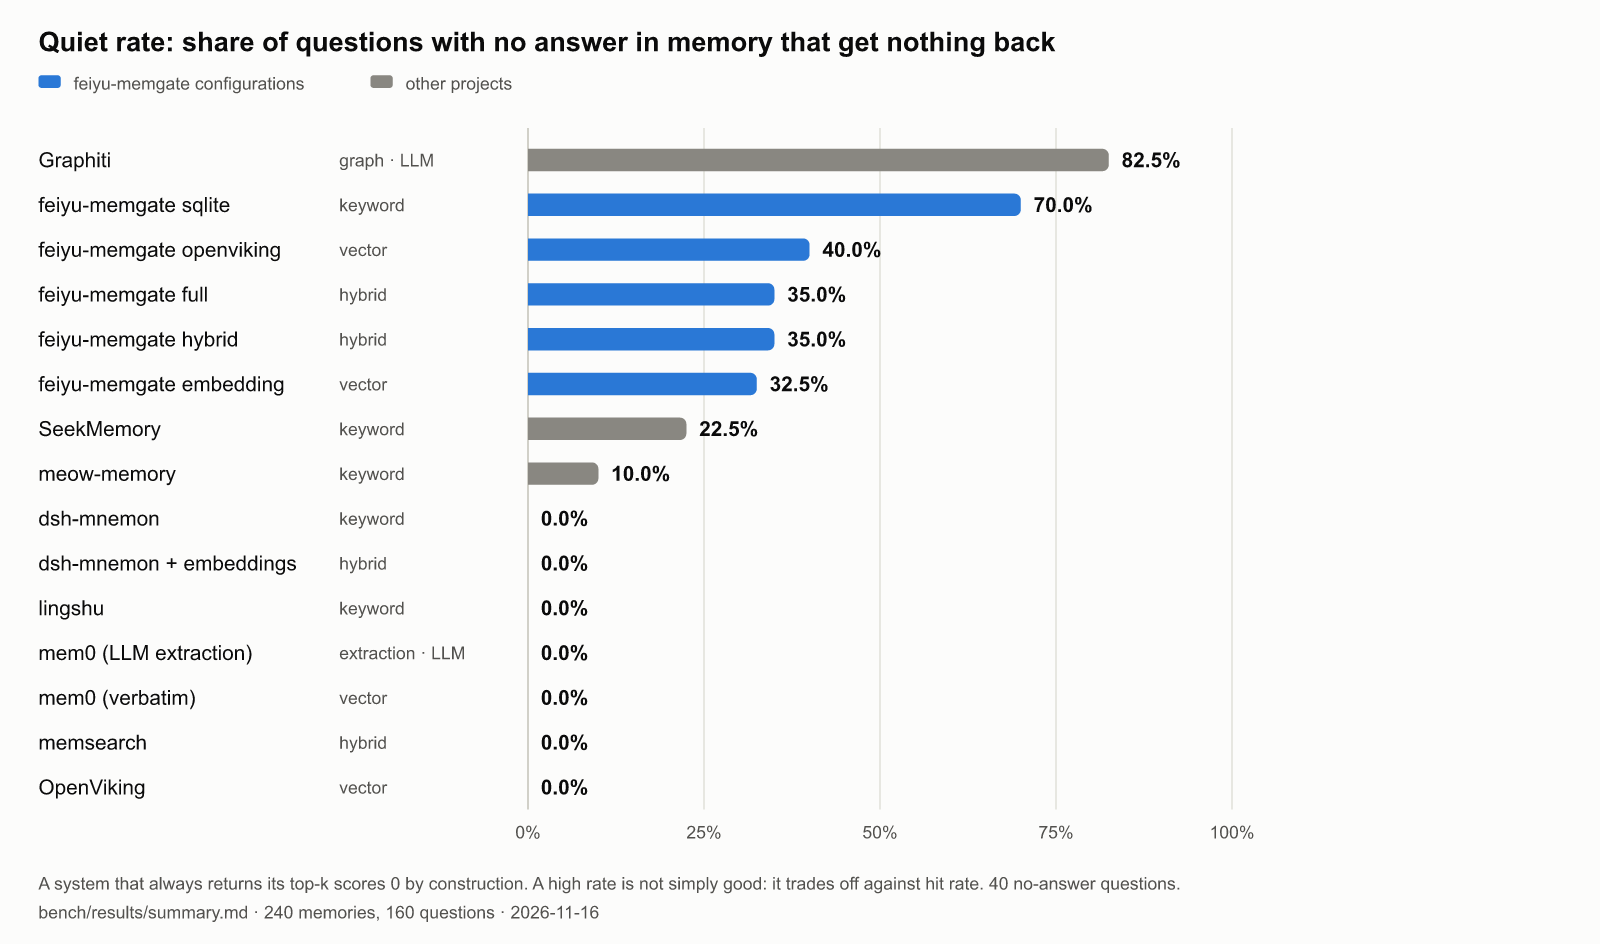 Quiet rate: share of questions with no answer in memory that get nothing back
feiyu-memgate configurations other projects
Graphiti graph · LLM 82.5%
feiyu-memgate sqlite keyword 70.0%
feiyu-memgate openviking vector 40.0%
feiyu-memgate full hybrid 35.0%
feiyu-memgate hybrid hybrid 35.0%
feiyu-memgate embedding vector 32.5%
SeekMemory keyword 22.5%
meow-memory keyword 10.0%
dsh-mnemon keyword 0.0%
dsh-mnemon + embeddings hybrid 0.0%
lingshu keyword 0.0%
mem0 (LLM extraction) extraction · LLM 0.0%
mem0 (verbatim) vector 0.0%
memsearch hybrid 0.0%
OpenViking vector 0.0%
0% 25% 50% 75% 100%
A system that always returns its top-k scores 0 by construction. A high rate is not simply good: it trades off against hit rate. 40 no-answer questions.
bench/results/summary.md · 240 memories, 160 questions · 2026-11-16